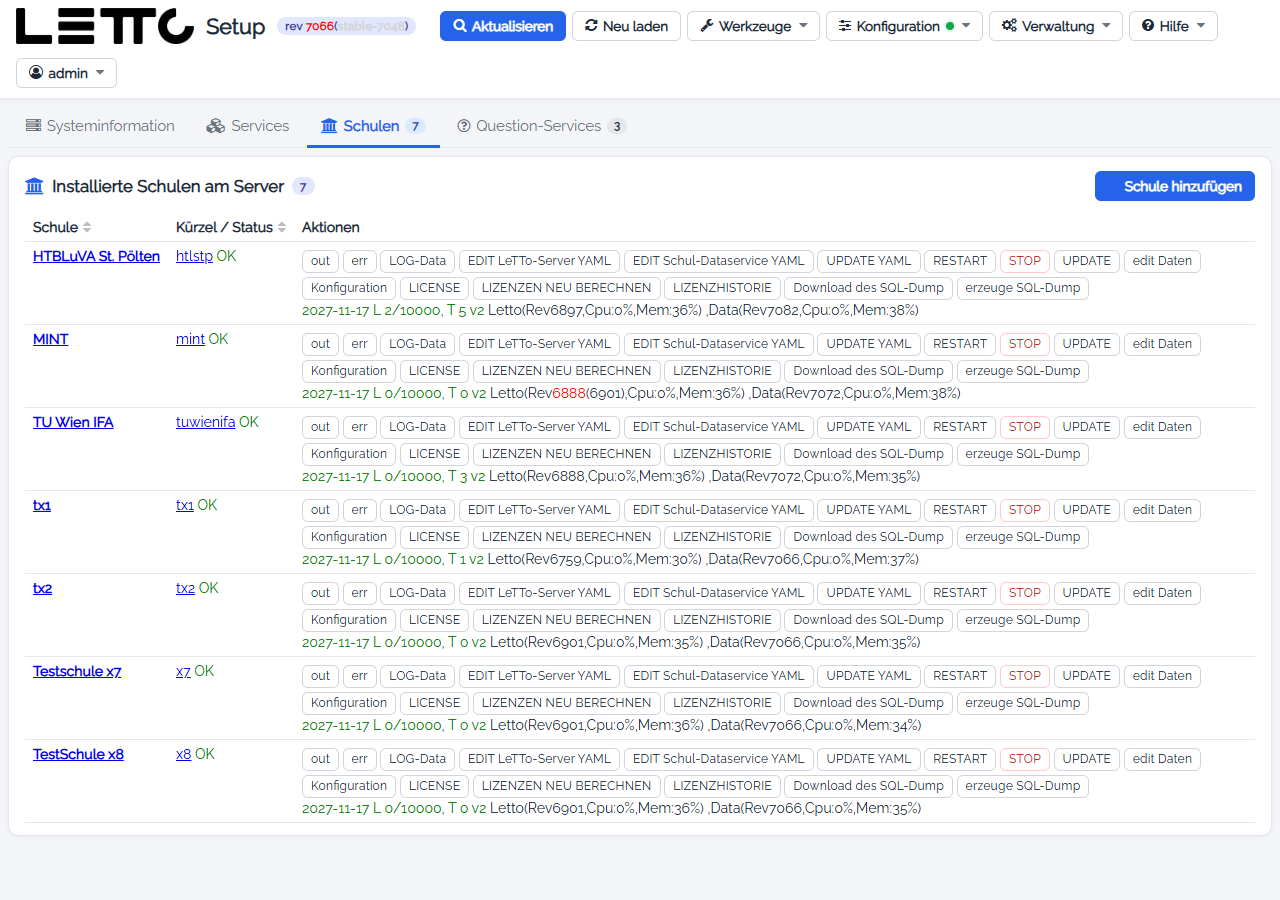 LETTO Setup rev 7066(stable-7048) Aktualisieren Neu laden Werkzeuge Konfiguration Verwaltung Hilfe
admin
Systeminformation Services Schulen 7 Question-Services 3
Installierte Schulen am Server 7 Schule hinzufügen
Schule Kürzel / Status Aktionen
HTBLuVA St. Pölten htlstp OK out err LOG-Data EDIT LeTTo-Server YAML EDIT Schul-Dataservice YAML UPDATE YAML RESTART STOP UPDATE edit Daten
Konfiguration LICENSE LIZENZEN NEU BERECHNEN LIZENZHISTORIE Download des SQL-Dump erzeuge SQL-Dump
2027-11-17 L 2/10000, T 5 v2 Letto(Rev6897,Cpu:0%,Mem:36%) ,Data(Rev7082,Cpu:0%,Mem:38%)
MINT mint OK out err LOG-Data EDIT LeTTo-Server YAML EDIT Schul-Dataservice YAML UPDATE YAML RESTART STOP UPDATE edit Daten
Konfiguration LICENSE LIZENZEN NEU BERECHNEN LIZENZHISTORIE Download des SQL-Dump erzeuge SQL-Dump
2027-11-17 L 0/10000, T 0 v2 Letto(Rev6888(6901),Cpu:0%,Mem:36%) ,Data(Rev7072,Cpu:0%,Mem:38%)
TU Wien IFA tuwienifa OK out err LOG-Data EDIT LeTTo-Server YAML EDIT Schul-Dataservice YAML UPDATE YAML RESTART STOP UPDATE edit Daten
Konfiguration LICENSE LIZENZEN NEU BERECHNEN LIZENZHISTORIE Download des SQL-Dump erzeuge SQL-Dump
2027-11-17 L 0/10000, T 3 v2 Letto(Rev6888,Cpu:0%,Mem:36%) ,Data(Rev7072,Cpu:0%,Mem:35%)
tx1 tx1 OK out err LOG-Data EDIT LeTTo-Server YAML EDIT Schul-Dataservice YAML UPDATE YAML RESTART STOP UPDATE edit Daten
Konfiguration LICENSE LIZENZEN NEU BERECHNEN LIZENZHISTORIE Download des SQL-Dump erzeuge SQL-Dump
2027-11-17 L 0/10000, T 1 v2 Letto(Rev6759,Cpu:0%,Mem:30%) ,Data(Rev7066,Cpu:0%,Mem:37%)
tx2 tx2 OK out err LOG-Data EDIT LeTTo-Server YAML EDIT Schul-Dataservice YAML UPDATE YAML RESTART STOP UPDATE edit Daten
Konfiguration LICENSE LIZENZEN NEU BERECHNEN LIZENZHISTORIE Download des SQL-Dump erzeuge SQL-Dump
2027-11-17 L 0/10000, T 0 v2 Letto(Rev6901,Cpu:0%,Mem:35%) ,Data(Rev7066,Cpu:0%,Mem:35%)
Testschule x7 x7 OK out err LOG-Data EDIT LeTTo-Server YAML EDIT Schul-Dataservice YAML UPDATE YAML RESTART STOP UPDATE edit Daten
Konfiguration LICENSE LIZENZEN NEU BERECHNEN LIZENZHISTORIE Download des SQL-Dump erzeuge SQL-Dump
2027-11-17 L 0/10000, T 0 v2 Letto(Rev6901,Cpu:0%,Mem:36%) ,Data(Rev7066,Cpu:0%,Mem:34%)
TestSchule x8 x8 OK out err LOG-Data EDIT LeTTo-Server YAML EDIT Schul-Dataservice YAML UPDATE YAML RESTART STOP UPDATE edit Daten
Konfiguration LICENSE LIZENZEN NEU BERECHNEN LIZENZHISTORIE Download des SQL-Dump erzeuge SQL-Dump
2027-11-17 L 0/10000, T 0 v2 Letto(Rev6901,Cpu:0%,Mem:36%) ,Data(Rev7066,Cpu:0%,Mem:35%)